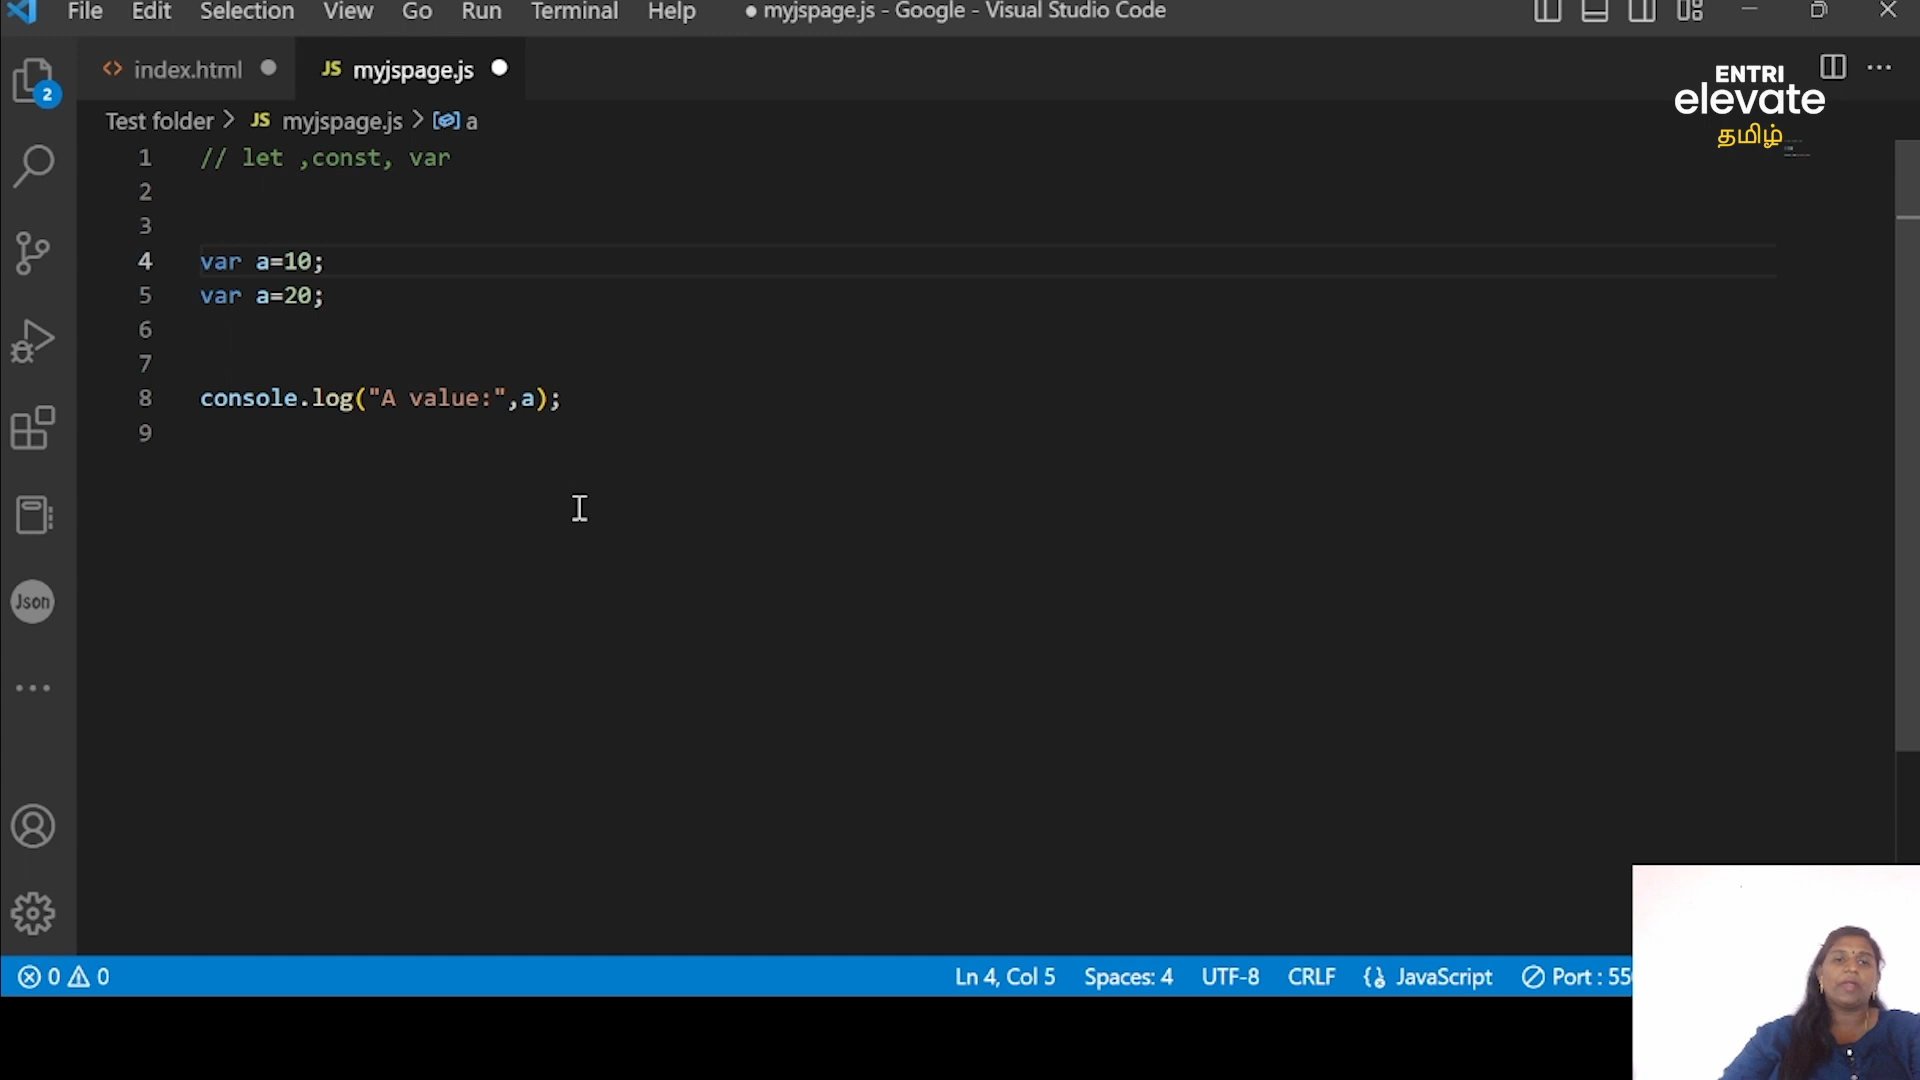 File Edit Selection View Go Run Terminal Help ● myjspage.js - Google - Visual Studio Code
index.html JS myjspage.js
ENTRI
elevate
தமிழ்
2
Test folder > JS myjspage.js > a
1 // let ,const, var
2
3
4 var a=10;
5 var a=20;
6
7
8 console.log("A value:",a);
9
Json
0 0 Ln 4, Col 5 Spaces: 4 UTF-8 CRLF JavaScript Port : 55